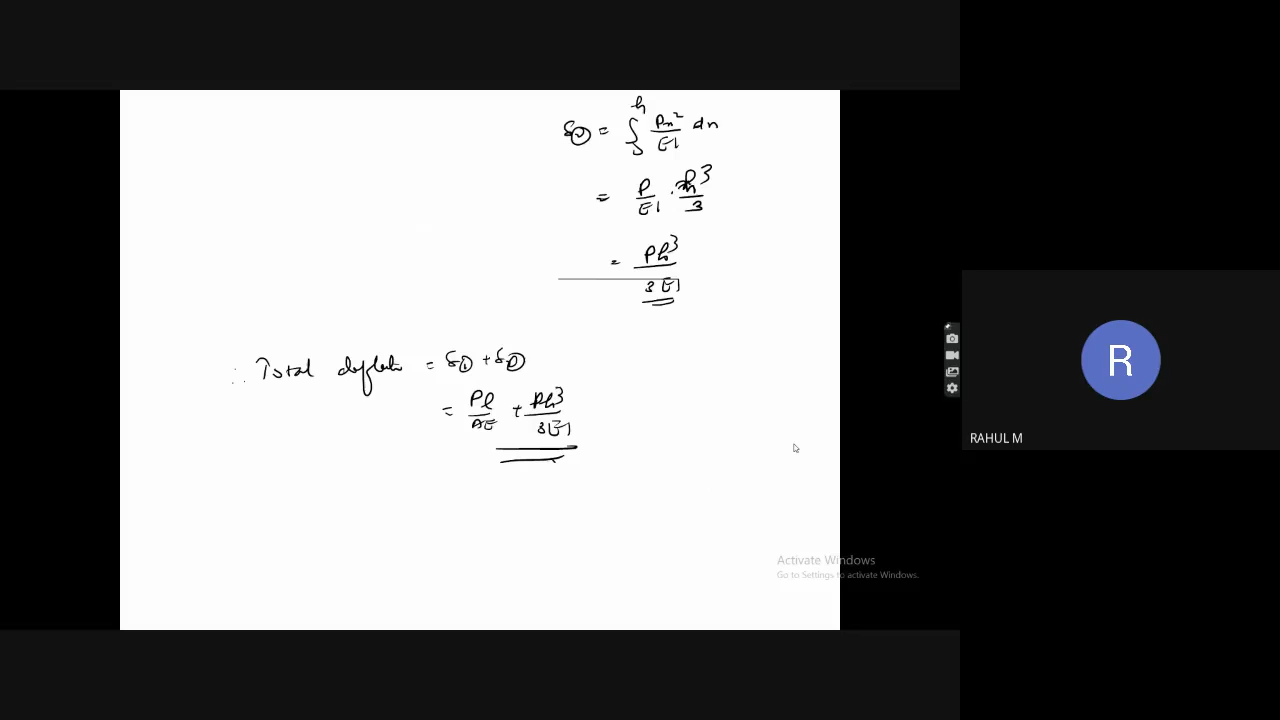 δ② = ∫₀ʰ Px²/EI dx
= P/EI · h³/3
= Ph³/3EI
∴ Total deflection = δ① + δ②
= Pl/AE + Ph³/3EI
R
RAHUL M
Activate Windows
Go to Settings to activate Windows.